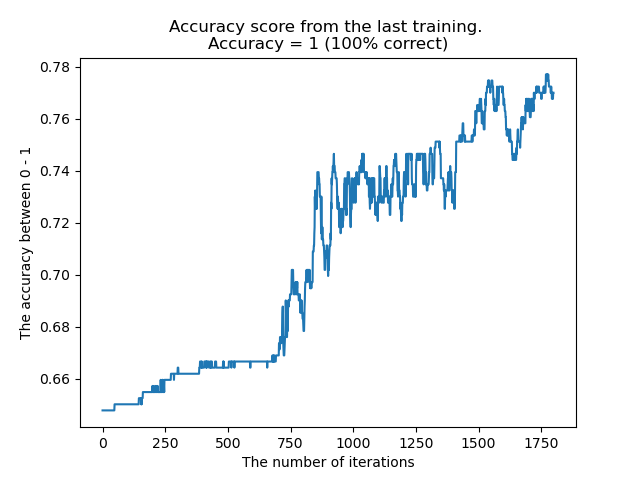 Accuracy score from the last training.
Accuracy = 1 (100% correct)
0.78
0.76
0.74
0.72
0.70
0.68
0.66
The accuracy between 0 - 1
0 250 500 750 1000 1250 1500 1750
The number of iterations